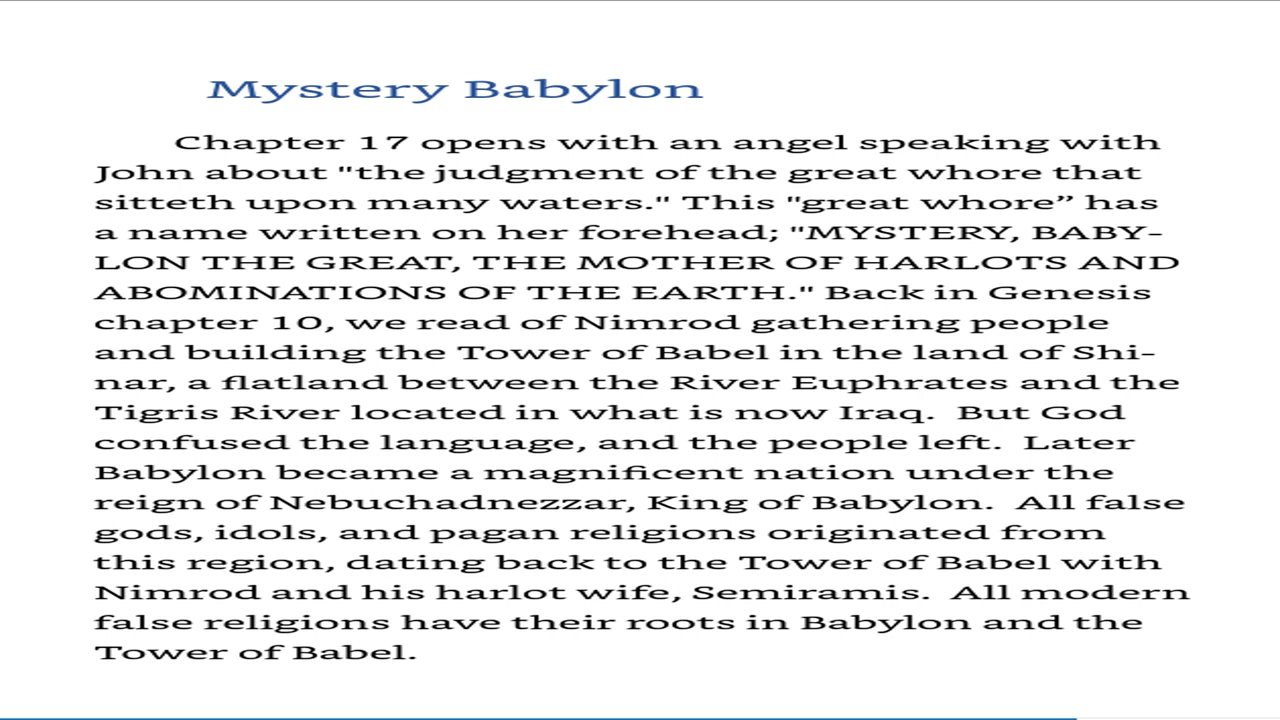 Mystery Babylon
Chapter 17 opens with an angel speaking with
John about "the judgment of the great whore that
sitteth upon many waters." This "great whore” has
a name written on her forehead; "MYSTERY, BABY-
LON THE GREAT, THE MOTHER OF HARLOTS AND
ABOMINATIONS OF THE EARTH." Back in Genesis
chapter 10, we read of Nimrod gathering people
and building the Tower of Babel in the land of Shi-
nar, a flatland between the River Euphrates and the
Tigris River located in what is now Iraq.  But God
confused the language, and the people left.  Later
Babylon became a magnificent nation under the
reign of Nebuchadnezzar, King of Babylon.  All false
gods, idols, and pagan religions originated from
this region, dating back to the Tower of Babel with
Nimrod and his harlot wife, Semiramis.  All modern
false religions have their roots in Babylon and the
Tower of Babel.